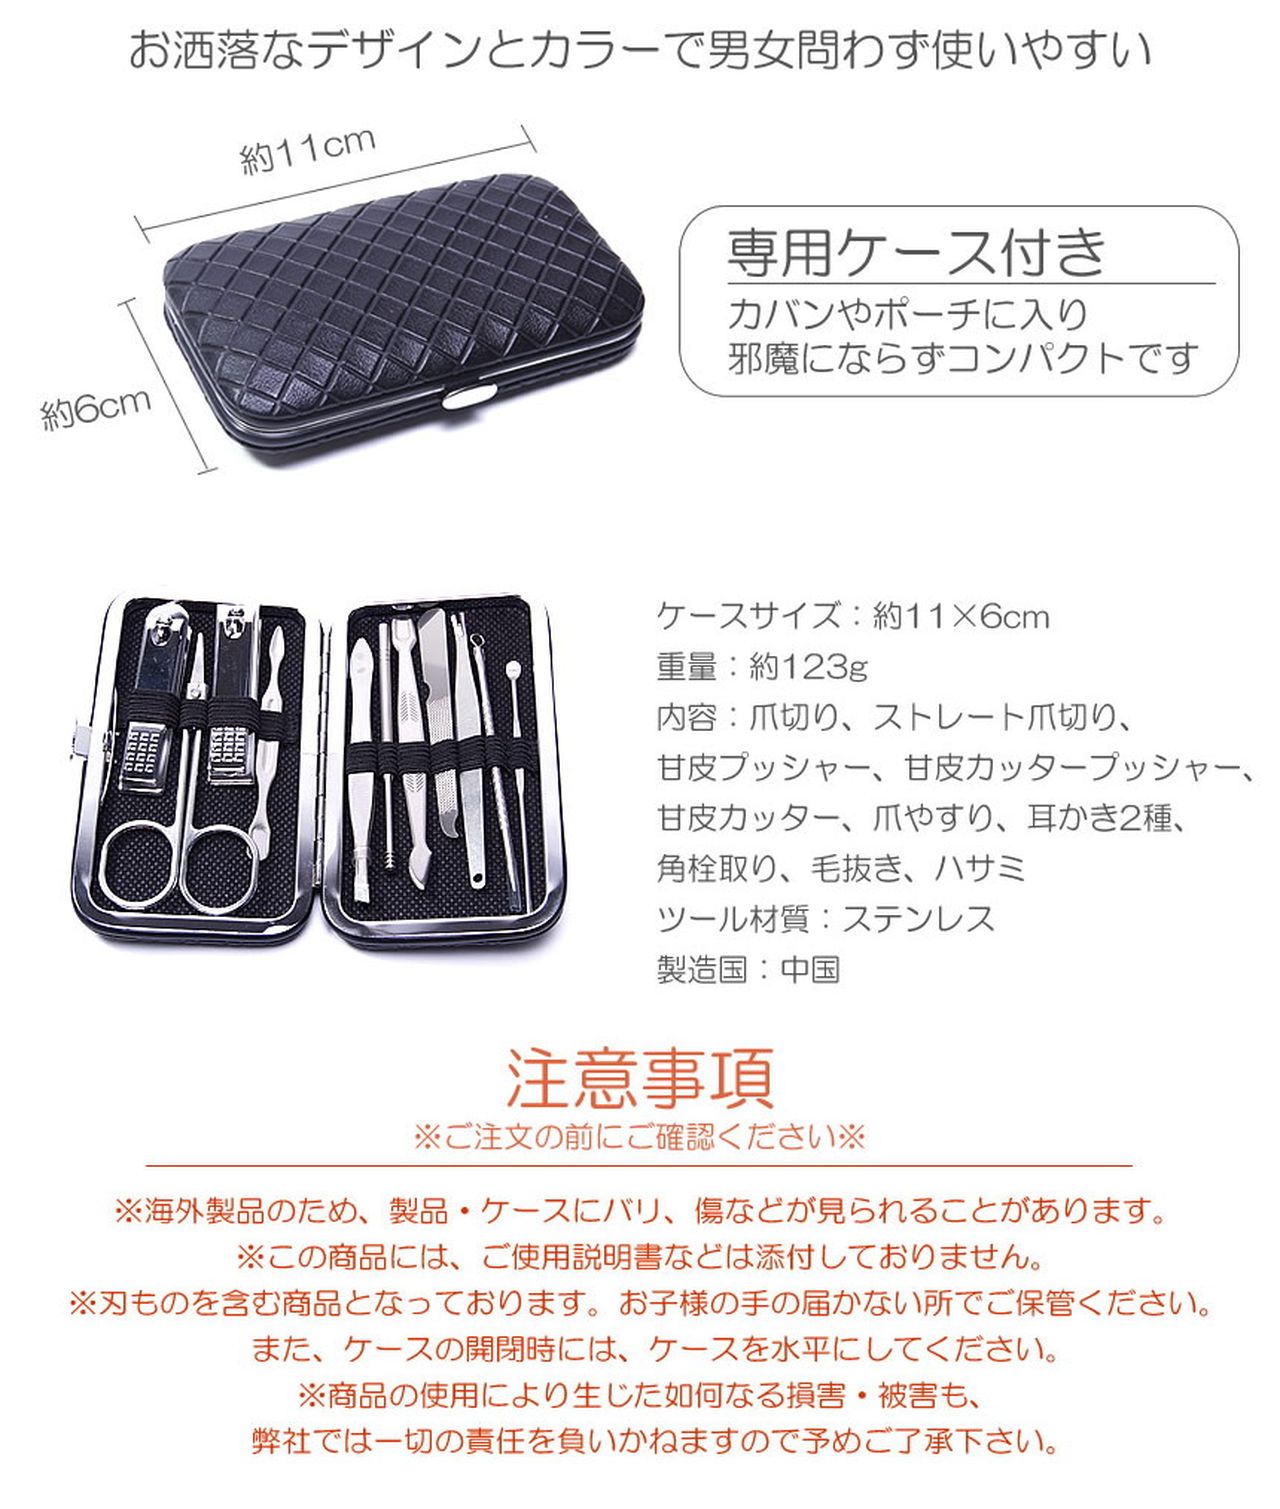 お洒落なデザインとカラーで男女問わず使いやすい
約11cm
約6cm
専用ケース付き
カバンやポーチに入り
邪魔にならずコンパクトです
ケースサイズ：約11×6cm
重量：約123g
内容：爪切り、ストレート爪切り、
甘皮プッシャー、甘皮カッタープッシャー、
甘皮カッター、爪やすり、耳かき2種、
角栓取り、毛抜き、ハサミ
ツール材質：ステンレス
製造国：中国
注意事項
※ご注文の前にご確認ください※
※海外製品のため、製品・ケースにバリ、傷などが見られることがあります。
※この商品には、ご使用説明書などは添付しておりません。
※刃ものを含む商品となっております。お子様の手の届かない所でご保管ください。
また、ケースの開閉時には、ケースを水平にしてください。
※商品の使用により生じた如何なる損害・被害も、
弊社では一切の責任を負いかねますので予めご了承下さい。